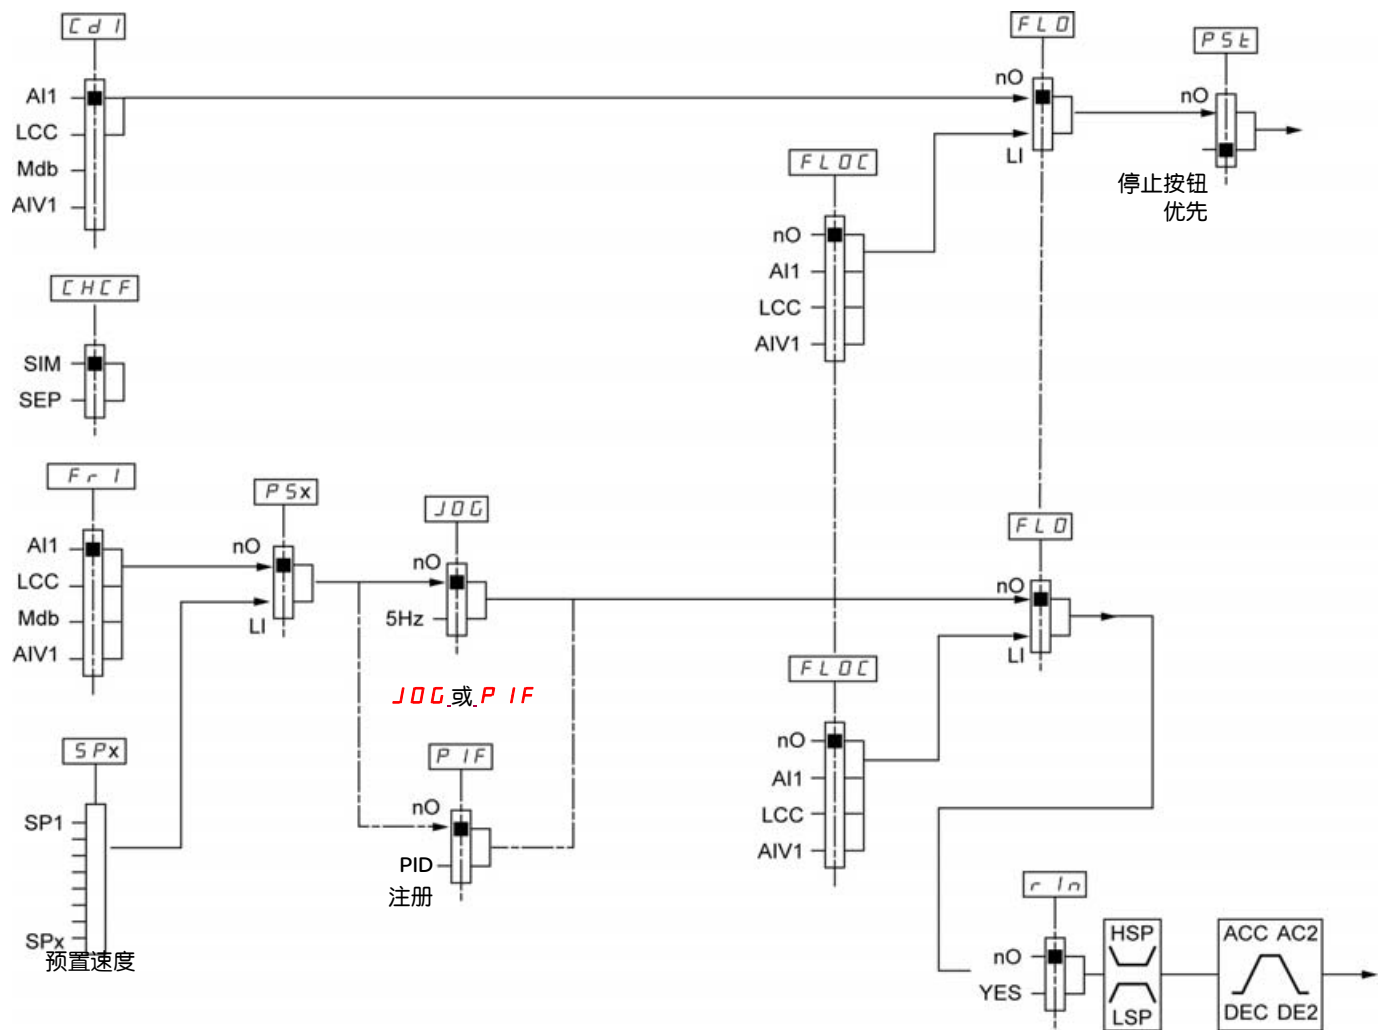 Cd1
AI1
LCC
Mdb
AIV1
CHCF
SIM
SEP
Fr1
AI1
LCC
Mdb
AIV1
SPx
SP1
SPx
预置速度
PSx
nO
LI
JOG
nO
5Hz
JOG 或 PIF
PIF
nO
PID
注册
FLOC
nO
AI1
LCC
AIV1
FLO
nO
LI
PSt
nO
停止按钮
优先
FLO
nO
LI
FLOC
nO
AI1
LCC
AIV1
rIn
nO
YES
HSP
LSP
ACC AC2
DEC DE2